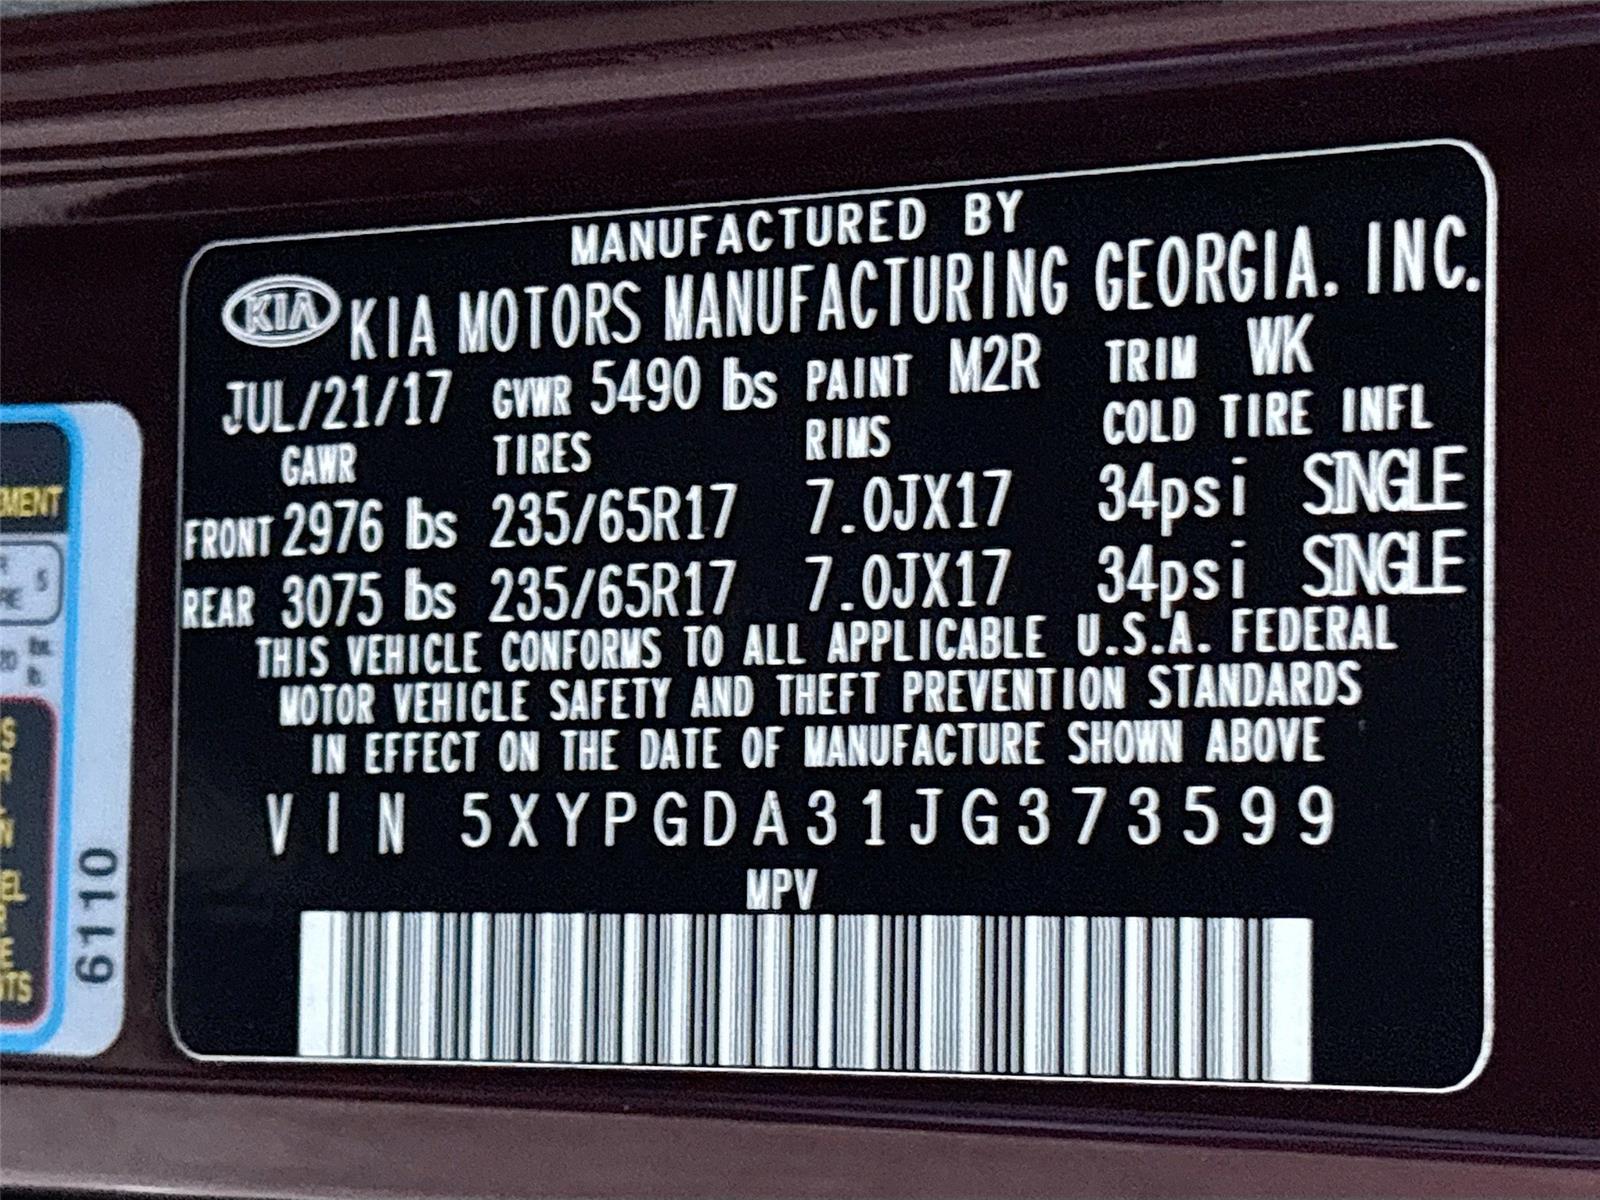 MANUFACTURED BY
KIA KIA MOTORS MANUFACTURING GEORGIA. INC.
JUL/21/17 GVWR 5490 lbs PAINT M2R TRIM WK
GAWR TIRES RIMS COLD TIRE INFL
FRONT 2976 lbs 235/65R17 7.0JX17 34psi SINGLE
REAR 3075 lbs 235/65R17 7.0JX17 34psi SINGLE
THIS VEHICLE CONFORMS TO ALL APPLICABLE U.S.A. FEDERAL
MOTOR VEHICLE SAFETY AND THEFT PREVENTION STANDARDS
IN EFFECT ON THE DATE OF MANUFACTURE SHOWN ABOVE
VIN 5XYPGDA31JG373599
MPV
6110